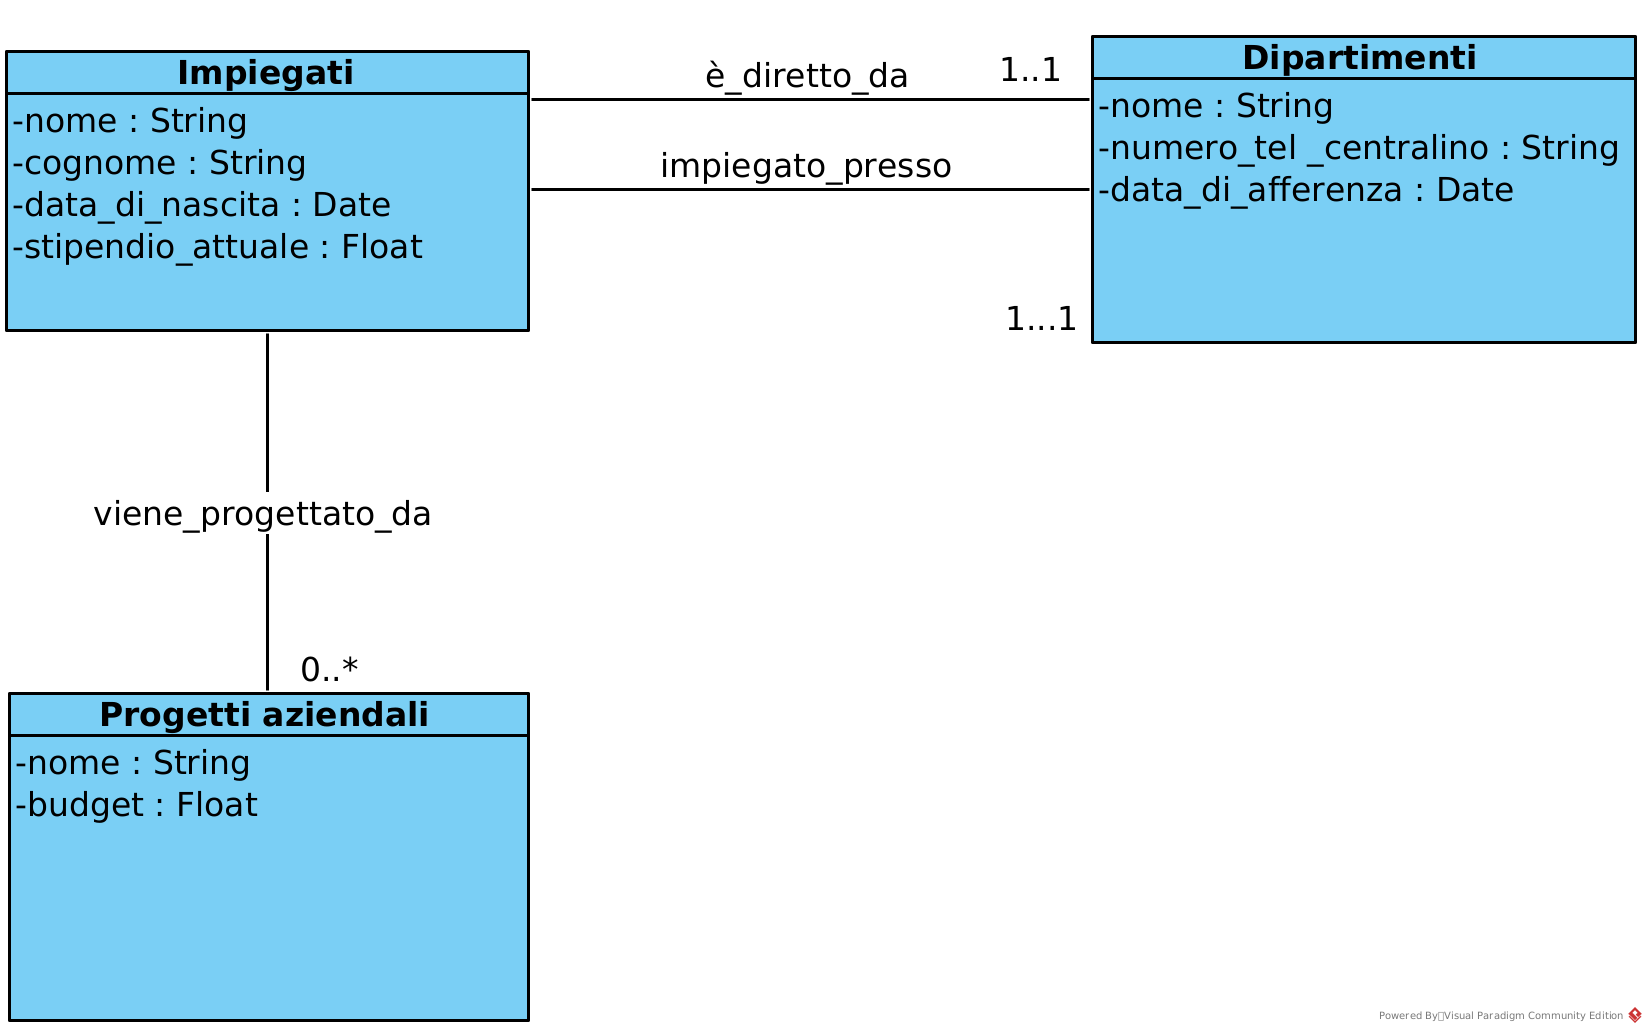 Impiegati
-nome : String
-cognome : String
-data_di_nascita : Date
-stipendio_attuale : Float
è_diretto_da
1..1
impiegato_presso
1...1
Dipartimenti
-nome : String
-numero_tel _centralino : String
-data_di_afferenza : Date
viene_progettato_da
0..*
Progetti aziendali
-nome : String
-budget : Float
Powered By Visual Paradigm Community Edition